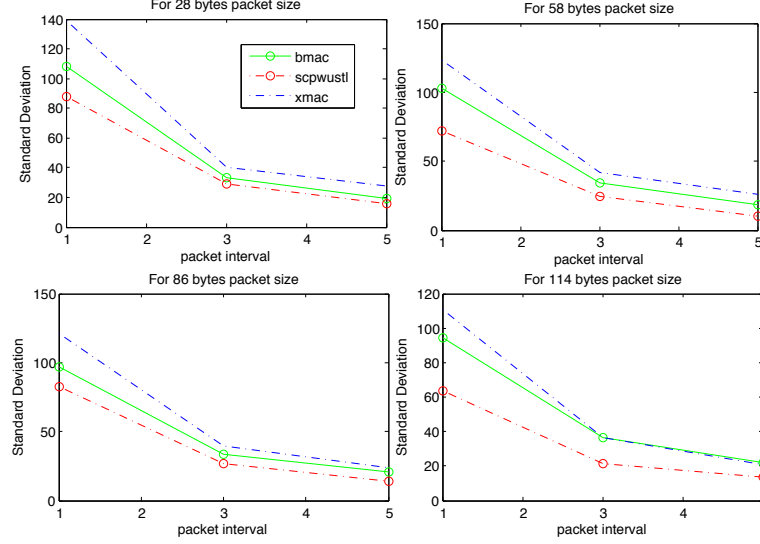 For 28 bytes packet size
Standard Deviation
140
120
100
80
60
40
20
0
1
2
3
4
5
packet interval
bmac
scpwustl
xmac
For 58 bytes packet size
Standard Deviation
150
100
50
0
1
2
3
4
5
packet interval
For 86 bytes packet size
Standard Deviation
150
100
50
0
1
2
3
4
5
packet interval
For 114 bytes packet size
Standard Deviation
120
100
80
60
40
20
0
1
2
3
4
packet interval